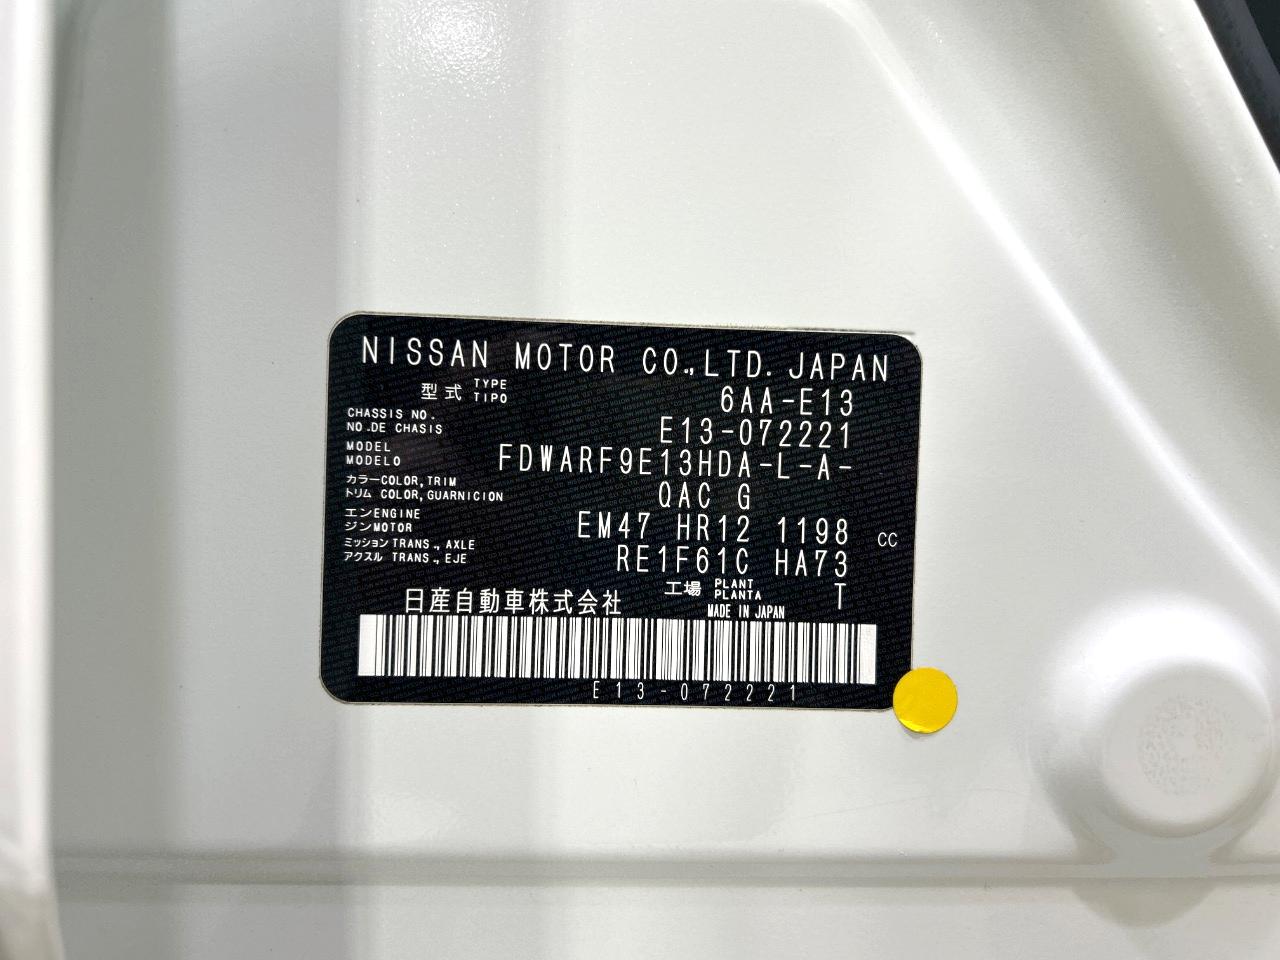 NISSAN MOTOR CO.,LTD. JAPAN
型式 TYPE TIPO 6AA-E13
CHASSIS NO. NO.DE CHASIS E13-072221
MODEL MODELO FDWARF9E13HDA-L-A-
カラー COLOR,TRIM トリム COLOR,GUARNICION QAC G
エンジン ENGINE MOTOR EM47 HR12 1198 CC
ミッション TRANS.,AXLE アクスル TRANS.,EJE RE1F61C HA73
工場 PLANT PLANTA T
日産自動車株式会社 MADE IN JAPAN
E13-072221